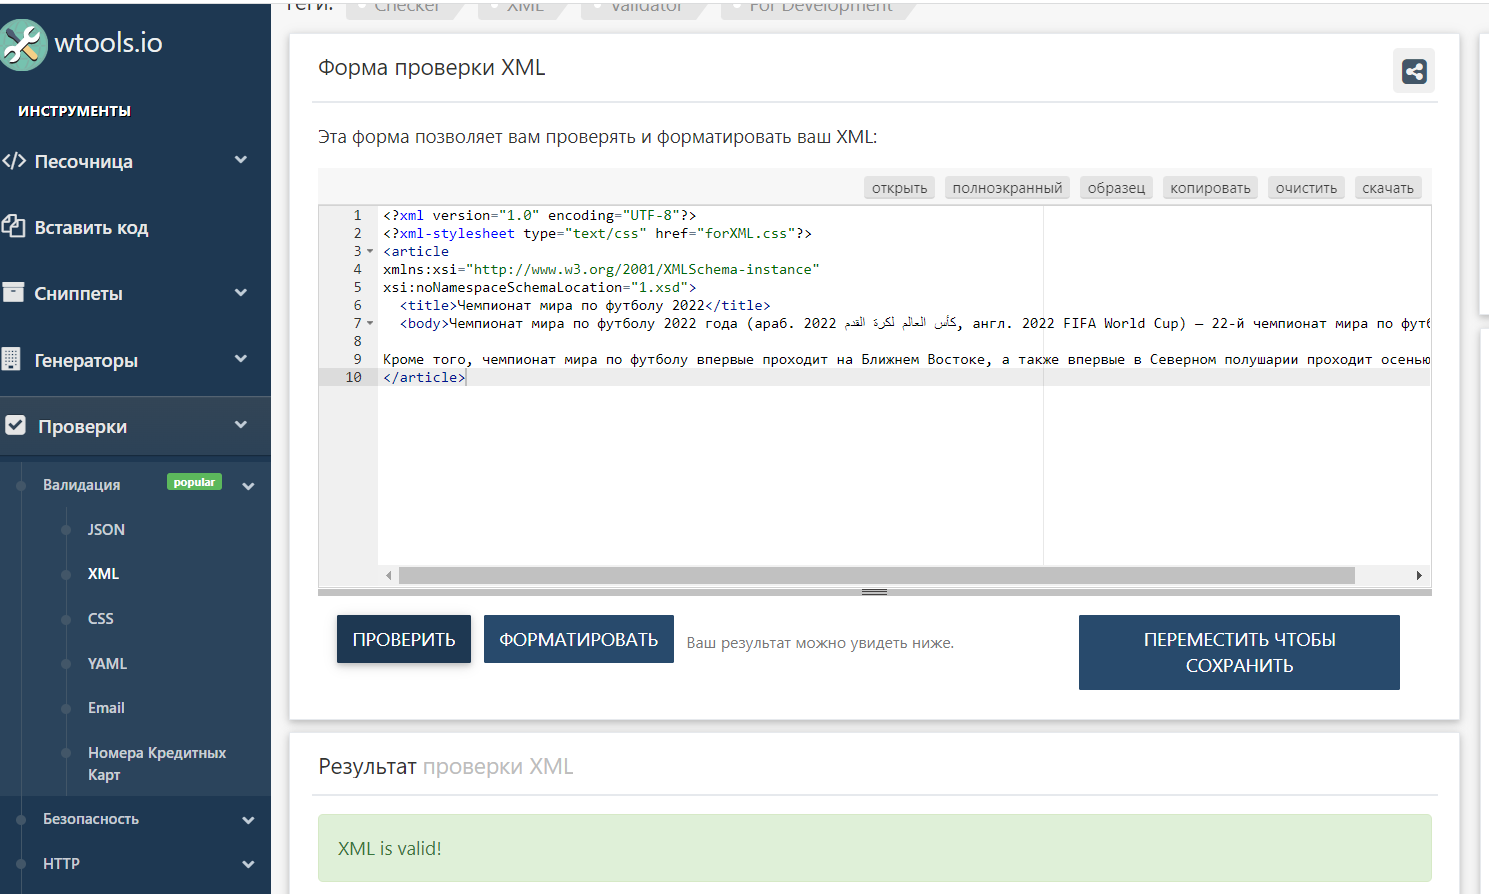 теги:
Checker
XML
Validator
For Development
wtools.io
ИНСТРУМЕНТЫ
Песочница
Вставить код
Сниппеты
Генераторы
Проверки
Валидация
popular
JSON
XML
CSS
YAML
Email
Номера Кредитных
Карт
Безопасность
HTTP
Форма проверки XML
Эта форма позволяет вам проверять и форматировать ваш XML:
открыть полноэкранный образец копировать очистить скачать
1 <?xml version="1.0" encoding="UTF-8"?>
2 <?xml-stylesheet type="text/css" href="forXML.css"?>
3 <article
4 xmlns:xsi="http://www.w3.org/2001/XMLSchema-instance"
5 xsi:noNamespaceSchemaLocation="1.xsd">
6 <title>Чемпионат мира по футболу 2022</title>
7 <body>Чемпионат мира по футболу 2022 года (араб. كأس العالم لكرة القدم 2022, англ. 2022 FIFA World Cup) — 22-й чемпионат мира по футб
8
9 Кроме того, чемпионат мира по футболу впервые проходит на Ближнем Востоке, а также впервые в Северном полушарии проходит осенью
10 </article>
ПРОВЕРИТЬ
ФОРМАТИРОВАТЬ
Ваш результат можно увидеть ниже.
ПЕРЕМЕСТИТЬ ЧТОБЫ
СОХРАНИТЬ
Результат проверки XML
XML is valid!